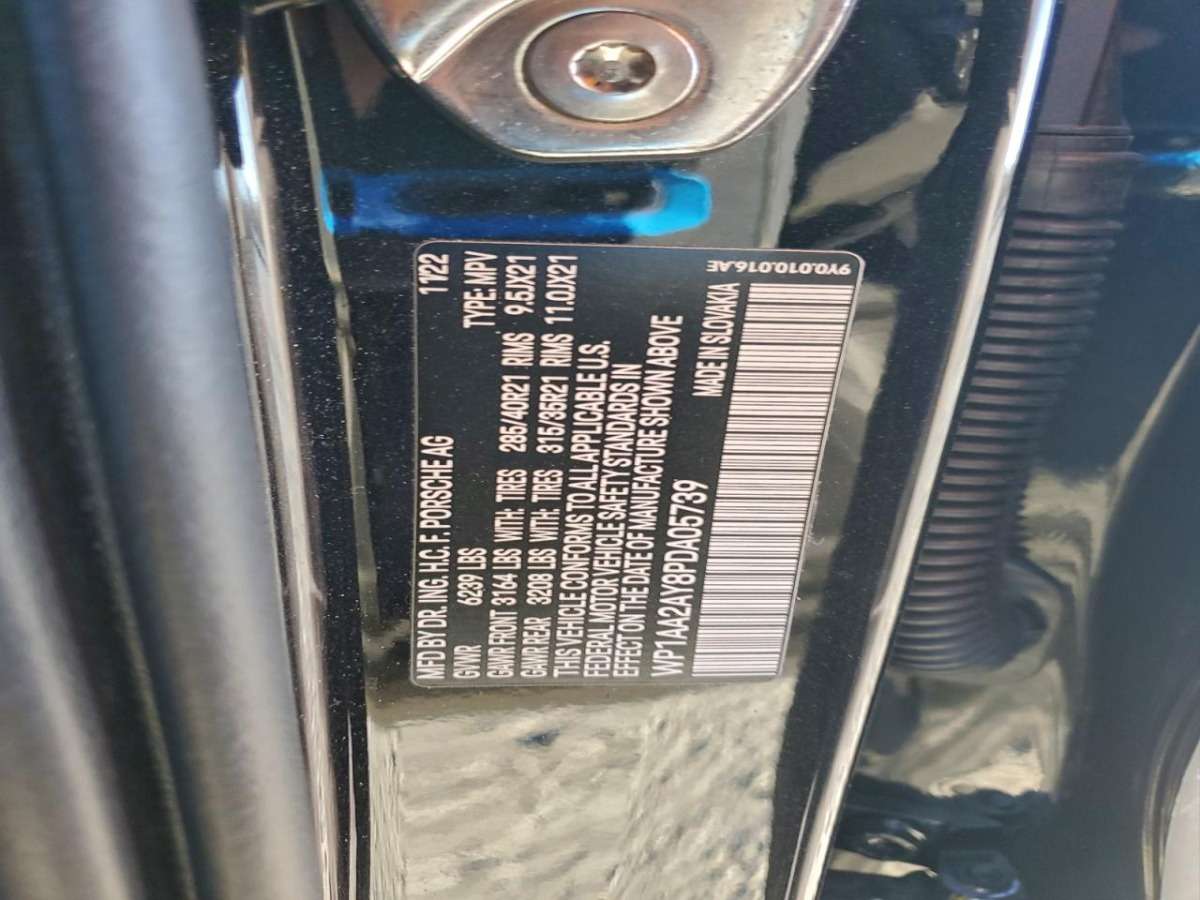 MFD BY DR. ING. H.C. F. PORSCHE AG 11/22
GVWR 6239 LBS TYPE: MPV
GAWR FRONT 3164 LBS WITH: TIRES 285/40R21 RIMS 9.5JX21
GAWR REAR 3208 LBS WITH: TIRES 315/35R21 RIMS 11.0JX21
THIS VEHICLE CONFORMS TO ALL APPLICABLE U.S.
FEDERAL MOTOR VEHICLE SAFETY STANDARDS IN
EFFECT ON THE DATE OF MANUFACTURE SHOWN ABOVE
WP1AA2AY8PDA05739
MADE IN SLOVAKIA
9Y0.010.016.AE